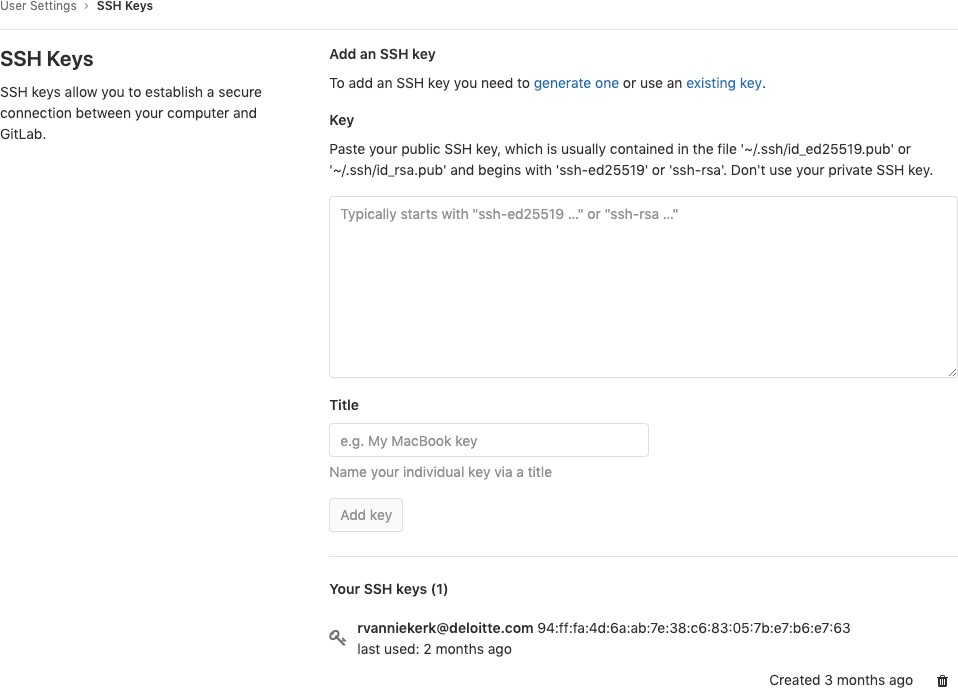 User Settings › SSH Keys
SSH Keys
SSH keys allow you to establish a secure
connection between your computer and
GitLab.
Add an SSH key
To add an SSH key you need to generate one or use an existing key.
Key
Paste your public SSH key, which is usually contained in the file '~/.ssh/id_ed25519.pub' or
'~/.ssh/id_rsa.pub' and begins with 'ssh-ed25519' or 'ssh-rsa'. Don't use your private SSH key.
Typically starts with "ssh-ed25519 ..." or "ssh-rsa ..."
Title
e.g. My MacBook key
Name your individual key via a title
Add key
Your SSH keys (1)
rvanniekerk@deloitte.com 94:ff:fa:4d:6a:ab:7e:38:c6:83:05:7b:e7:b6:e7:63
last used: 2 months ago
Created 3 months ago